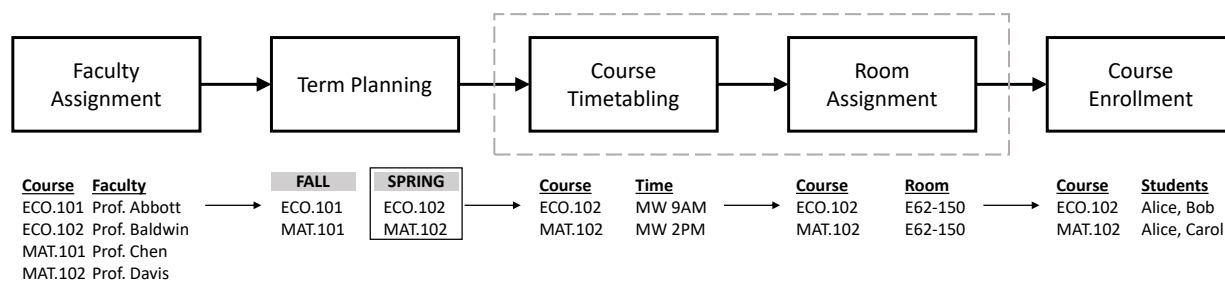 Faculty
Assignment
Term Planning
Course
Timetabling
Room
Assignment
Course
Enrollment
Course Faculty
ECO.101 Prof. Abbott
ECO.102 Prof. Baldwin
MAT.101 Prof. Chen
MAT.102 Prof. Davis
FALL
ECO.101
MAT.101
SPRING
ECO.102
MAT.102
Course Time
ECO.102 MW 9AM
MAT.102 MW 2PM
Course Room
ECO.102 E62-150
MAT.102 E62-150
Course Students
ECO.102 Alice, Bob
MAT.102 Alice, Carol